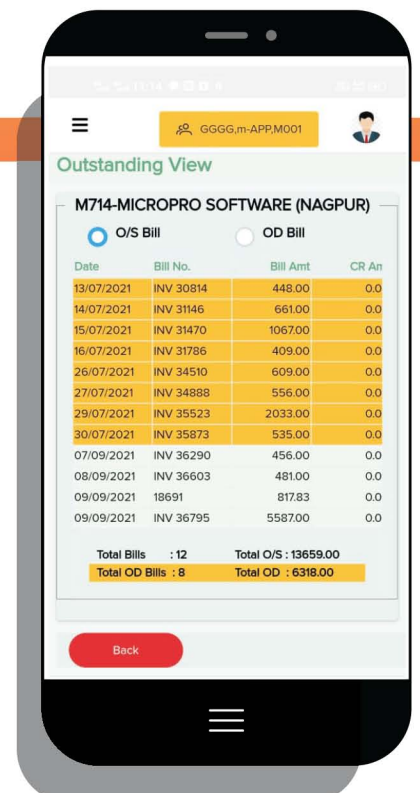 GGGG,m-APP,M001
Outstanding View
M714-MICROPRO SOFTWARE (NAGPUR)
O/S Bill OD Bill
Date Bill No. Bill Amt CR Am
13/07/2021 INV 30814 448.00 0.0
14/07/2021 INV 31146 661.00 0.0
15/07/2021 INV 31470 1067.00 0.0
16/07/2021 INV 31786 409.00 0.0
26/07/2021 INV 34510 609.00 0.0
27/07/2021 INV 34888 556.00 0.0
29/07/2021 INV 35523 2033.00 0.0
30/07/2021 INV 35873 535.00 0.0
07/09/2021 INV 36290 456.00 0.0
08/09/2021 INV 36603 481.00 0.0
09/09/2021 18691 817.83 0.0
09/09/2021 INV 36795 5587.00 0.0
Total Bills : 12 Total O/S : 13659.00
Total OD Bills : 8 Total OD : 6318.00
Back